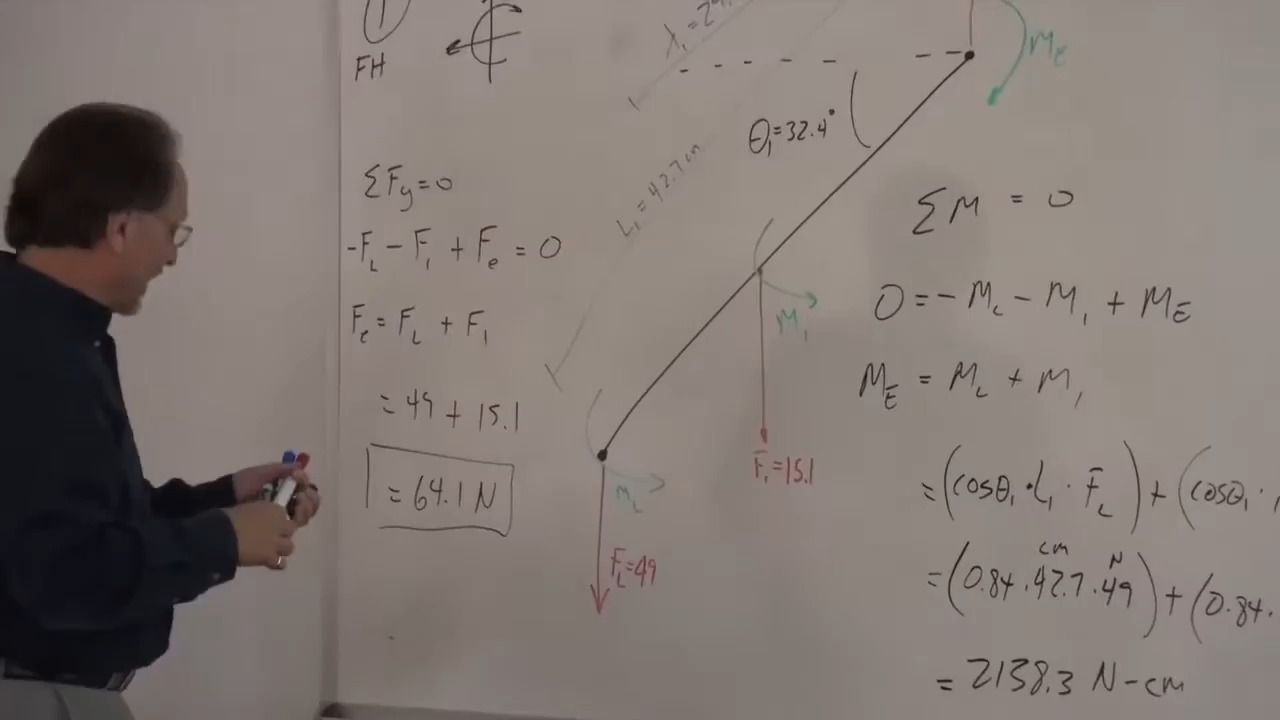 ①
FH
ΣFy=0
-FL - F1 + Fe = 0
Fe = FL + F1
= 49 + 15.1
= 64.1 N
L1 = 42.7 cm
θ1=32.4°
ME
M1
F1=15.1
ML
FL=49
ΣM = 0
0 = - ML - M1 + ME
ME = ML + M1
= (cosθ1 · L1 · FL) + (cosθ1 ·
cm N
= (0.84 · 42.7 · 49) + (0.84 ·
= 2138.3 N-cm